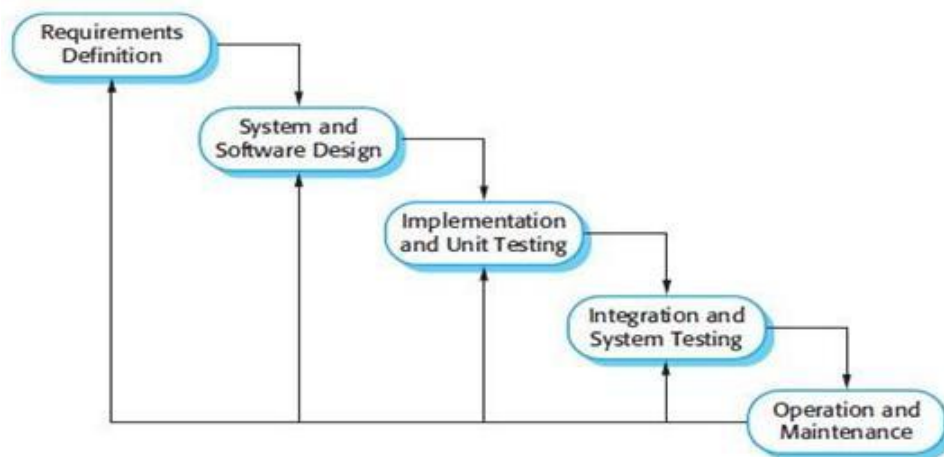 Requirements
Definition
System and
Software Design
Implementation
and Unit Testing
Integration and
System Testing
Operation and
Maintenance